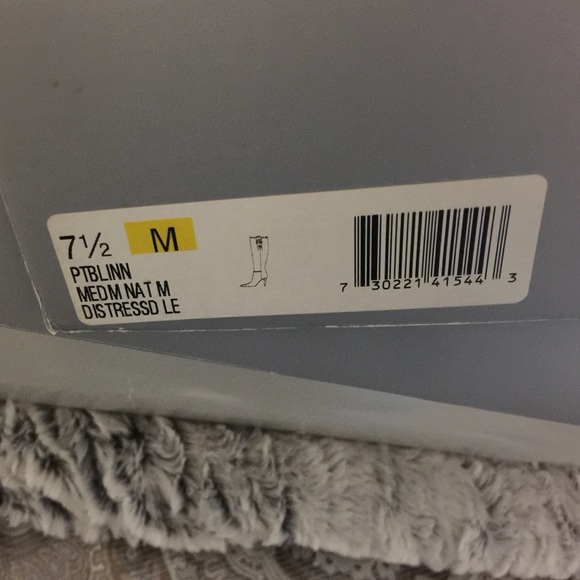 7½ M
PTBLINN
MEDM NAT M
DISTRESSD LE
7 30221 41544 3